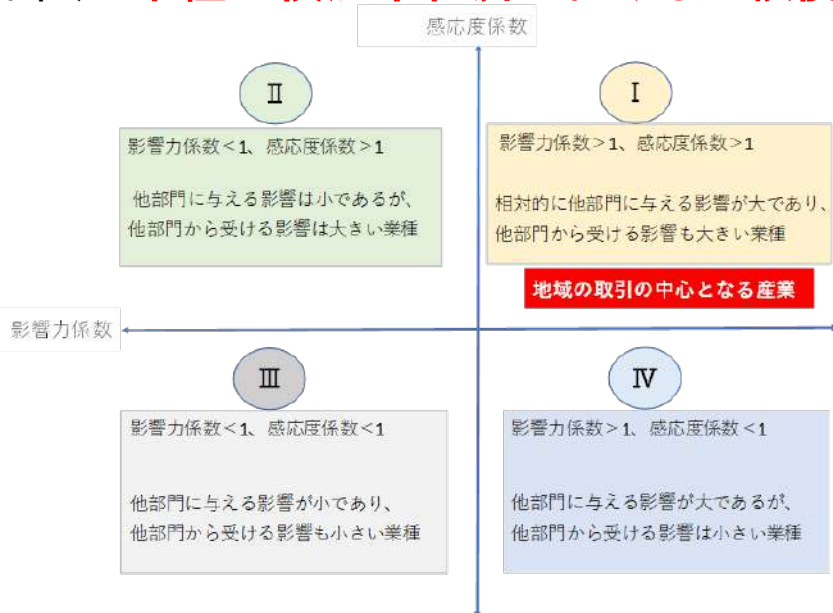 感応度係数
Ⅱ
影響力係数<1、感応度係数>1
他部門に与える影響は小であるが、
他部門から受ける影響は大きい業種
Ⅰ
影響力係数>1、感応度係数>1
相対的に他部門に与える影響が大であり、
他部門から受ける影響も大きい業種
地域の取引の中心となる産業
影響力係数
Ⅲ
影響力係数<1、感応度係数<1
他部門に与える影響が小であり、
他部門から受ける影響も小さい業種
Ⅳ
影響力係数>1、感応度係数<1
他部門に与える影響が大であるが、
他部門から受ける影響は小さい業種